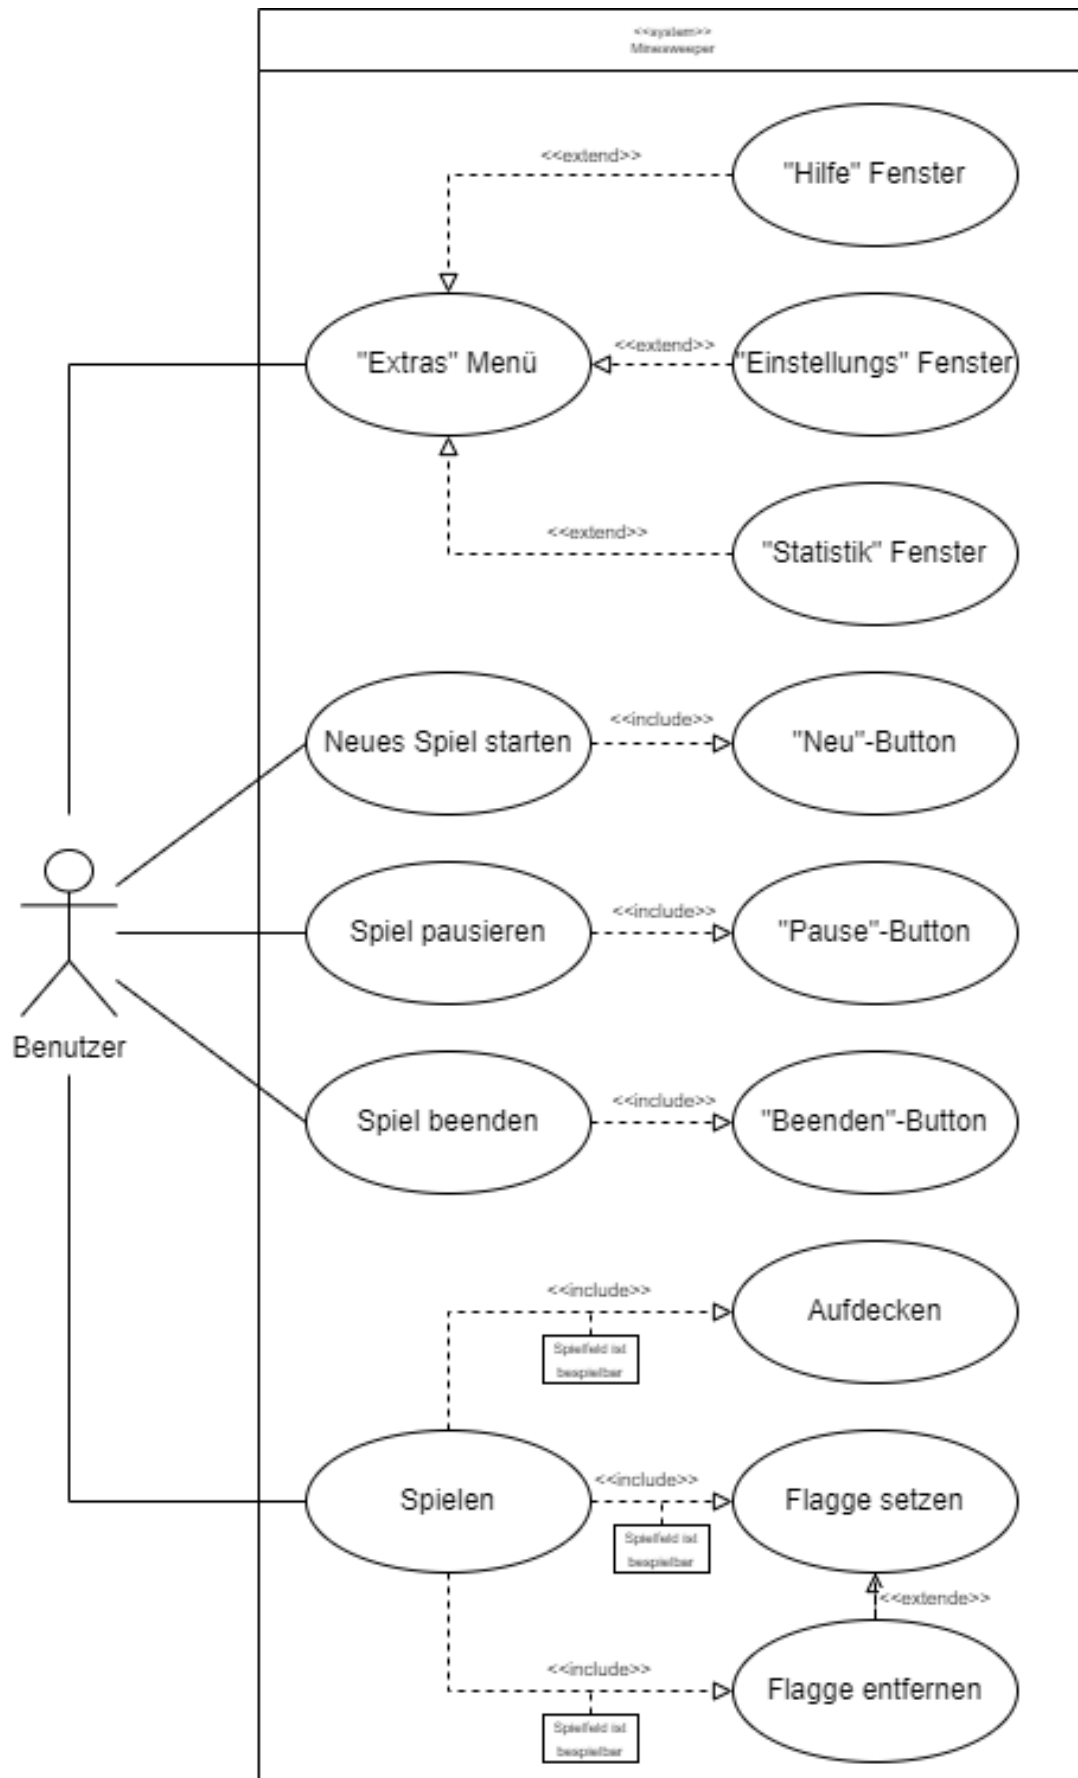 <<system>>
Minesweeper
<<extend>>
"Hilfe" Fenster
"Extras" Menü
<<extend>>
"Einstellungs" Fenster
<<extend>>
"Statistik" Fenster
Neues Spiel starten
<<include>>
"Neu"-Button
Spiel pausieren
<<include>>
"Pause"-Button
Benutzer
Spiel beenden
<<include>>
"Beenden"-Button
<<include>>
Aufdecken
Spielfeld ist
bespielbar
Spielen
<<include>>
Flagge setzen
Spielfeld ist
bespielbar
<<extende>>
<<include>>
Flagge entfernen
Spielfeld ist
bespielbar